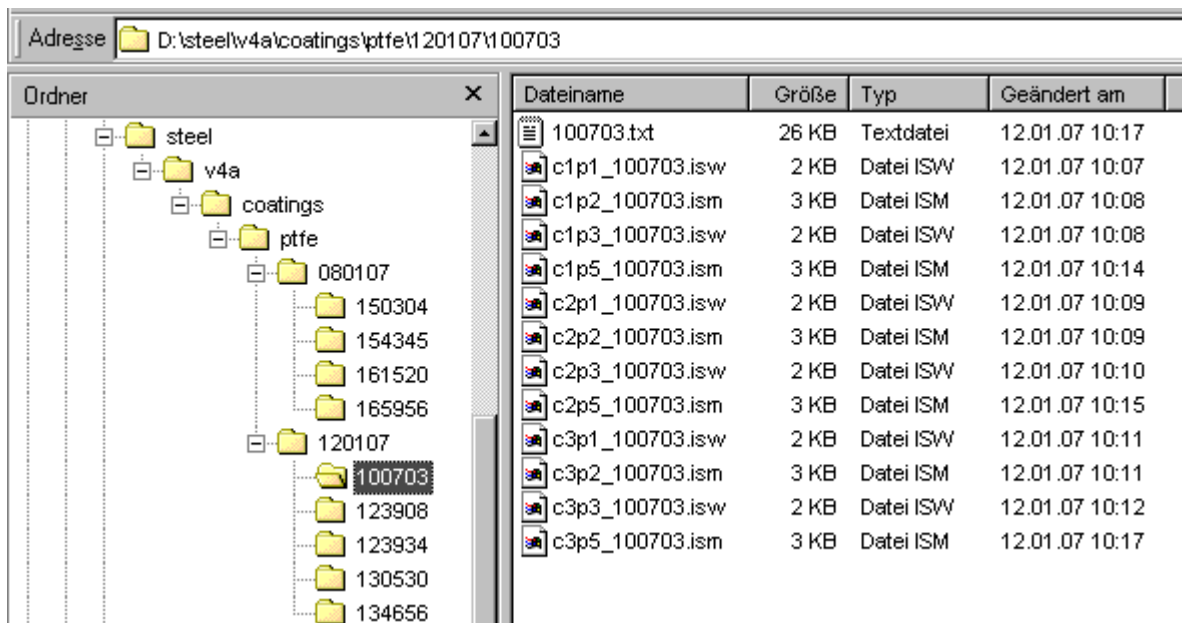 Adresse D:\steel\v4a\coatings\ptfe\120107\100703
Ordner
steel
v4a
coatings
ptfe
080107
150304
154345
161520
165956
120107
100703
123908
123934
130530
134656
Dateiname Größe Typ Geändert am
100703.txt 26 KB Textdatei 12.01.07 10:17
c1p1_100703.isw 2 KB Datei ISW 12.01.07 10:07
c1p2_100703.ism 3 KB Datei ISM 12.01.07 10:08
c1p3_100703.isw 2 KB Datei ISW 12.01.07 10:08
c1p5_100703.ism 3 KB Datei ISM 12.01.07 10:14
c2p1_100703.isw 2 KB Datei ISW 12.01.07 10:09
c2p2_100703.ism 3 KB Datei ISM 12.01.07 10:09
c2p3_100703.isw 2 KB Datei ISW 12.01.07 10:10
c2p5_100703.ism 3 KB Datei ISM 12.01.07 10:15
c3p1_100703.isw 2 KB Datei ISW 12.01.07 10:11
c3p2_100703.ism 3 KB Datei ISM 12.01.07 10:11
c3p3_100703.isw 2 KB Datei ISW 12.01.07 10:12
c3p5_100703.ism 3 KB Datei ISM 12.01.07 10:17